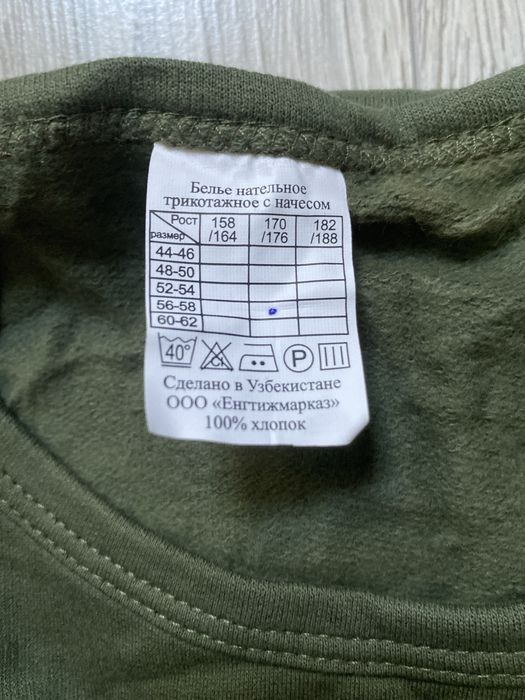 Белье нательное
трикотажное с начесом
Рост 158 170 182
размер /164 /176 /188
44-46
48-50
52-54
56-58
60-62
40° CL P
Сделано в Узбекистане
ООО «Енгтижмарказ»
100% хлопок